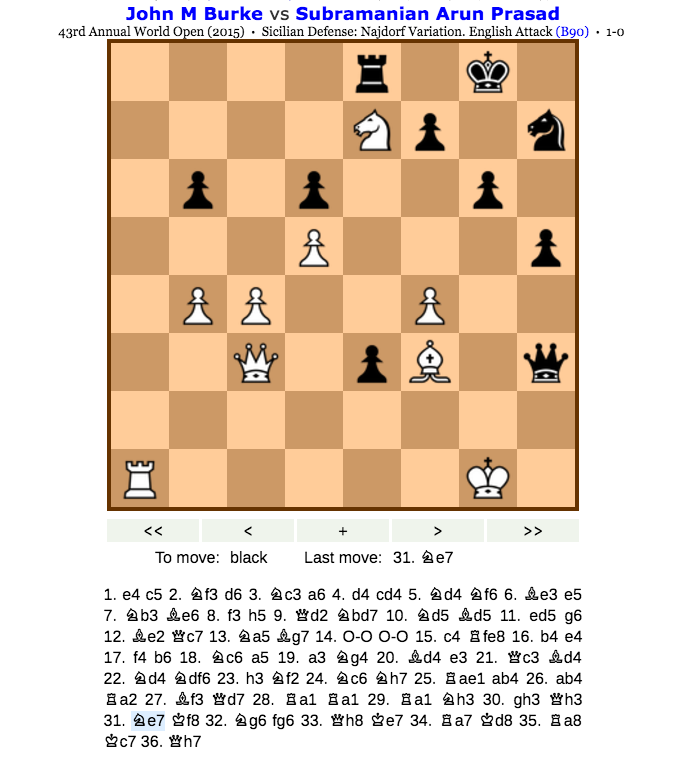 John M Burke vs Subramanian Arun Prasad
43rd Annual World Open (2015) · Sicilian Defense: Najdorf Variation. English Attack (B90) · 1-0
<< < + > >>
To move: black Last move: 31. ♘e7
1. e4 c5 2. ♘f3 d6 3. ♘c3 a6 4. d4 cd4 5. ♘d4 ♘f6 6. ♗e3 e5
7. ♘b3 ♗e6 8. f3 h5 9. ♕d2 ♘bd7 10. ♘d5 ♗d5 11. ed5 g6
12. ♗e2 ♕c7 13. ♘a5 ♗g7 14. O-O O-O 15. c4 ♖fe8 16. b4 e4
17. f4 b6 18. ♘c6 a5 19. a3 ♘g4 20. ♗d4 e3 21. ♕c3 ♗d4
22. ♘d4 ♘df6 23. h3 ♘f2 24. ♘c6 ♘h7 25. ♖ae1 ab4 26. ab4
♖a2 27. ♗f3 ♕d7 28. ♖a1 ♖a1 29. ♖a1 ♘h3 30. gh3 ♕h3
31. ♘e7 ♔f8 32. ♘g6 fg6 33. ♕h8 ♔e7 34. ♖a7 ♔d8 35. ♖a8
♔c7 36. ♕h7